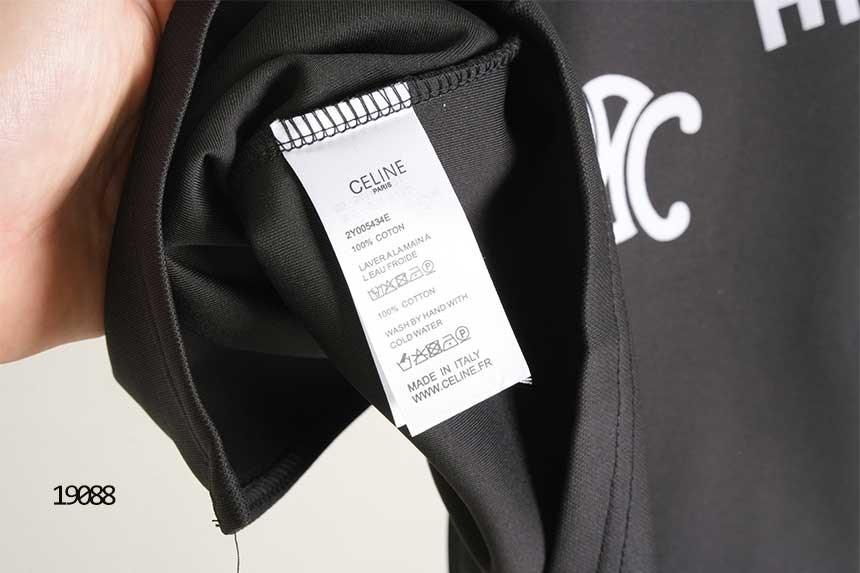 CELINE
PARIS
2Y005434E
100% COTON
LAVER A LA MAIN A
L EAU FROIDE
100% COTTON
WASH BY HAND WITH
COLD WATER
MADE IN ITALY
WWW.CELINE.FR
19088